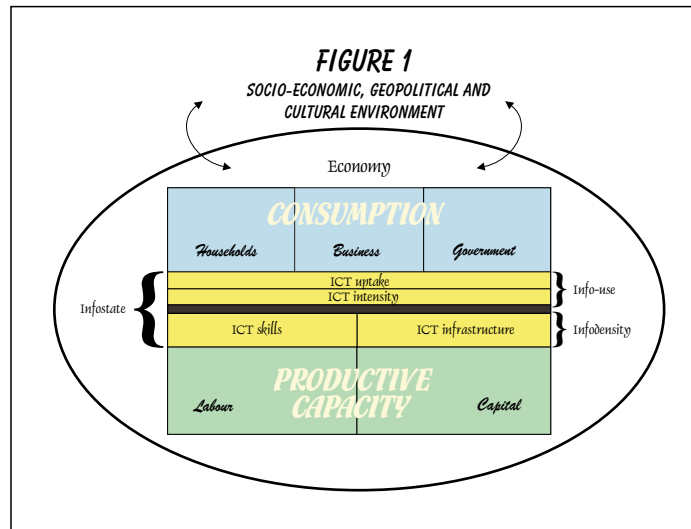 FIGURE 1
SOCIO-ECONOMIC, GEOPOLITICAL AND
CULTURAL ENVIRONMENT
Economy
CONSUMPTION
Households Business Government
ICT uptake
ICT intensity
Info-use
Infostate
ICT skills ICT infrastructure
Infodensity
PRODUCTIVE
CAPACITY
Labour Capital